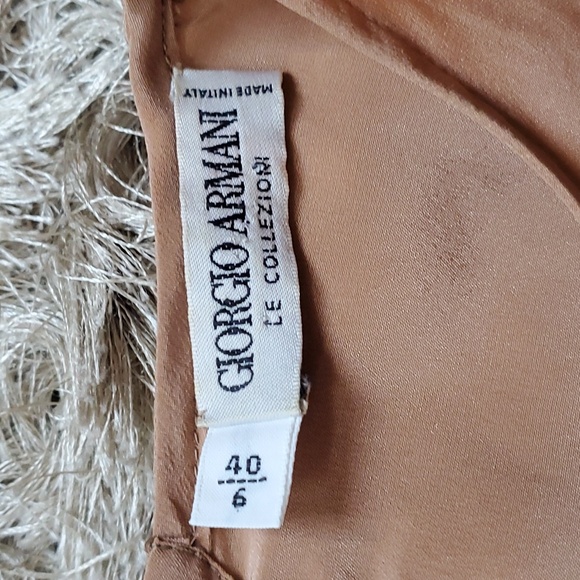 GIORGIO ARMANI
LE COLLEZIONI
MADE IN ITALY
40
6